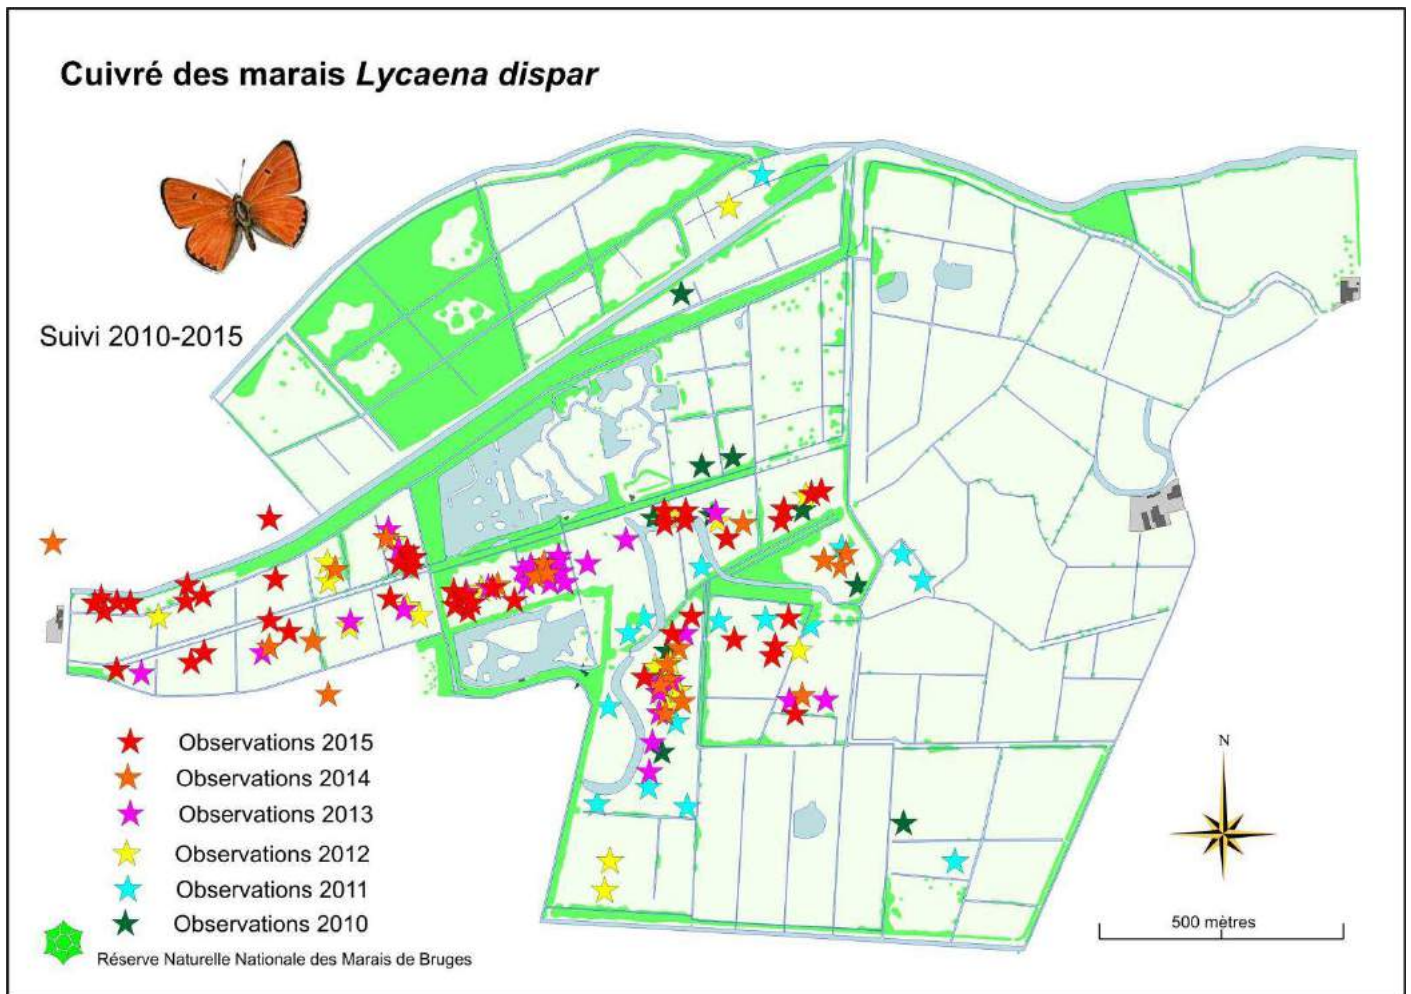 Cuivré des marais Lycaena dispar
Suivi 2010-2015
Observations 2015
Observations 2014
Observations 2013
Observations 2012
Observations 2011
Observations 2010
Réserve Naturelle Nationale des Marais de Bruges
N
500 mètres